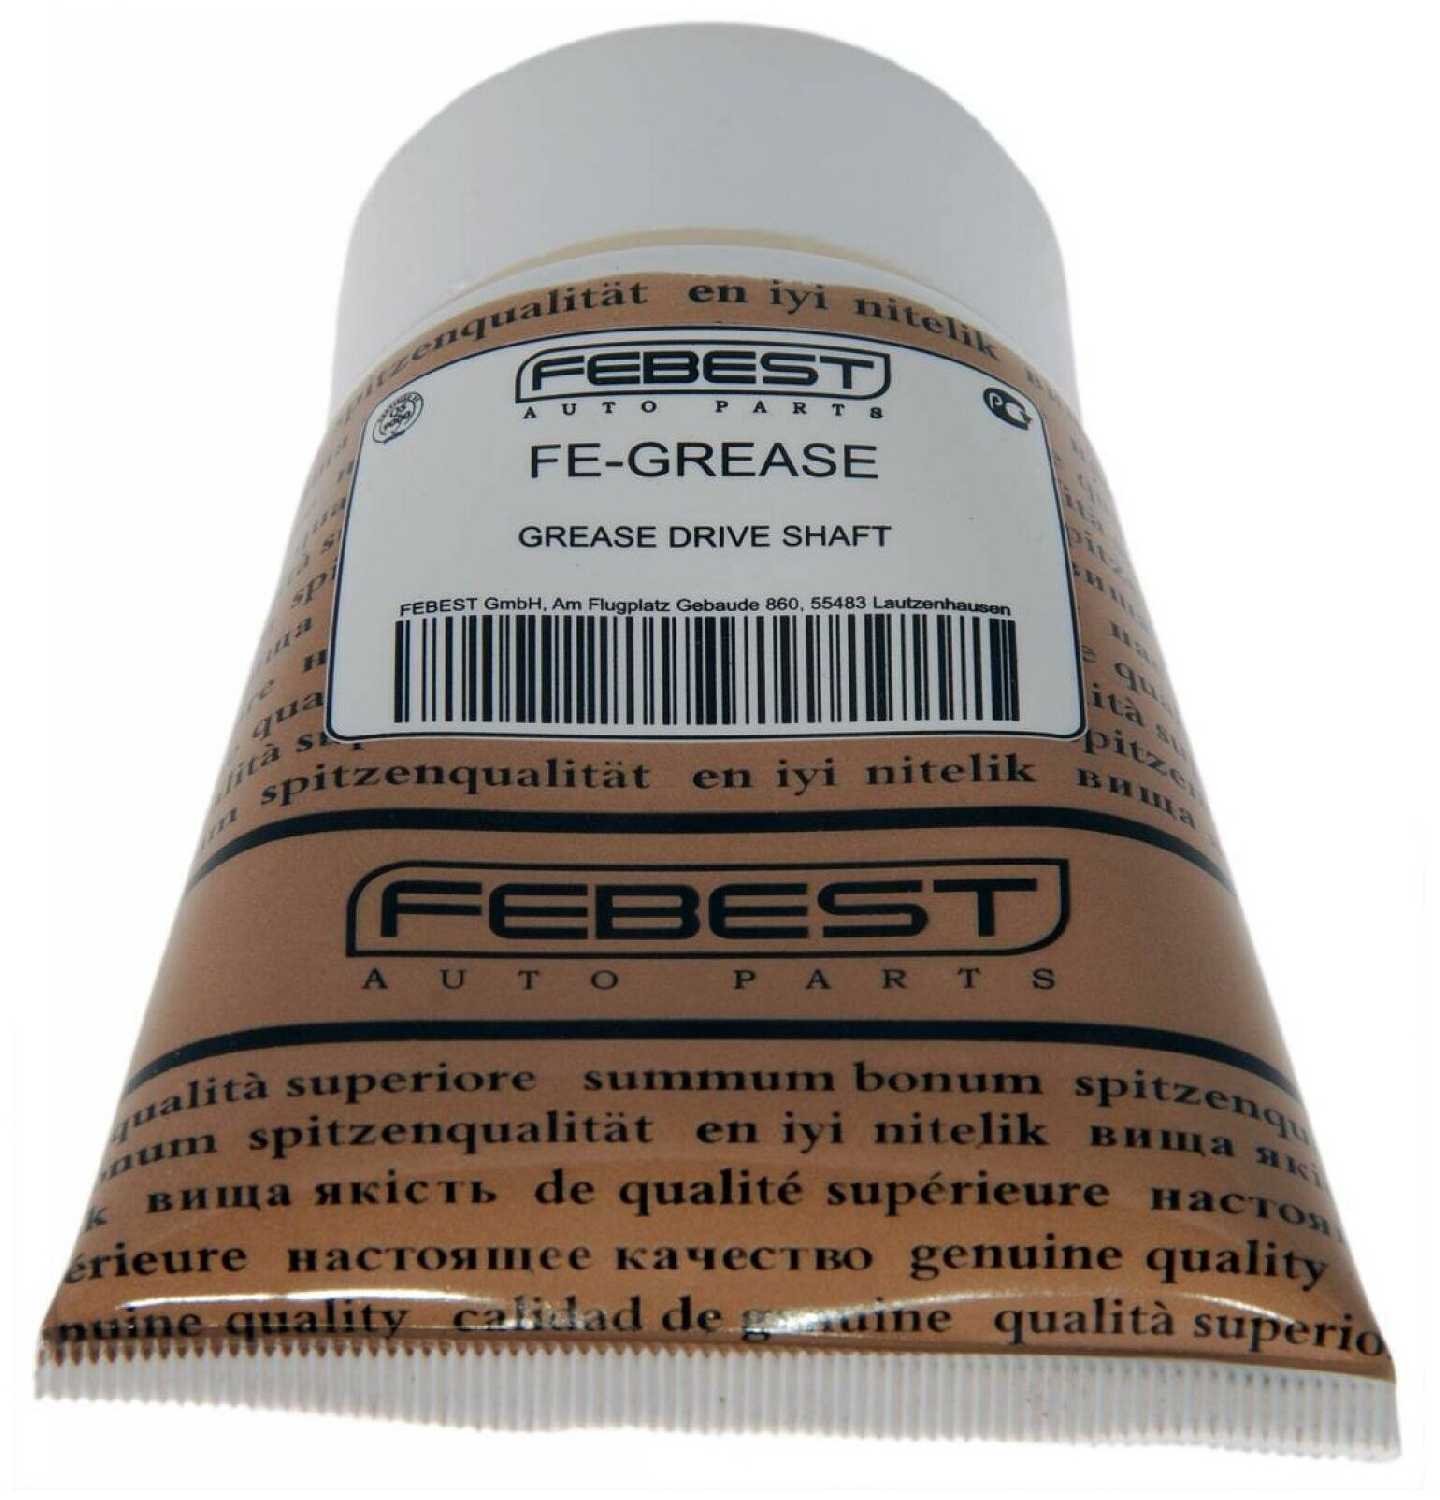 spitzenqualität en iyi nitelik
FEBEST
AUTO PARTS
FE-GREASE
GREASE DRIVE SHAFT
FEBEST GmbH, Am Flugplatz Gebaude 860, 55483 Lautzenhausen
spitzenqualität en iyi nitelik вища
FEBEST
AUTO PARTS
qualità superiore summum bonum spitzenqu
num spitzenqualität en iyi nitelik вища які
k вища якість de qualité supérieure настоя
érieure настоящее качество genuine quality
nuine quality calidad de genuine qualità superio